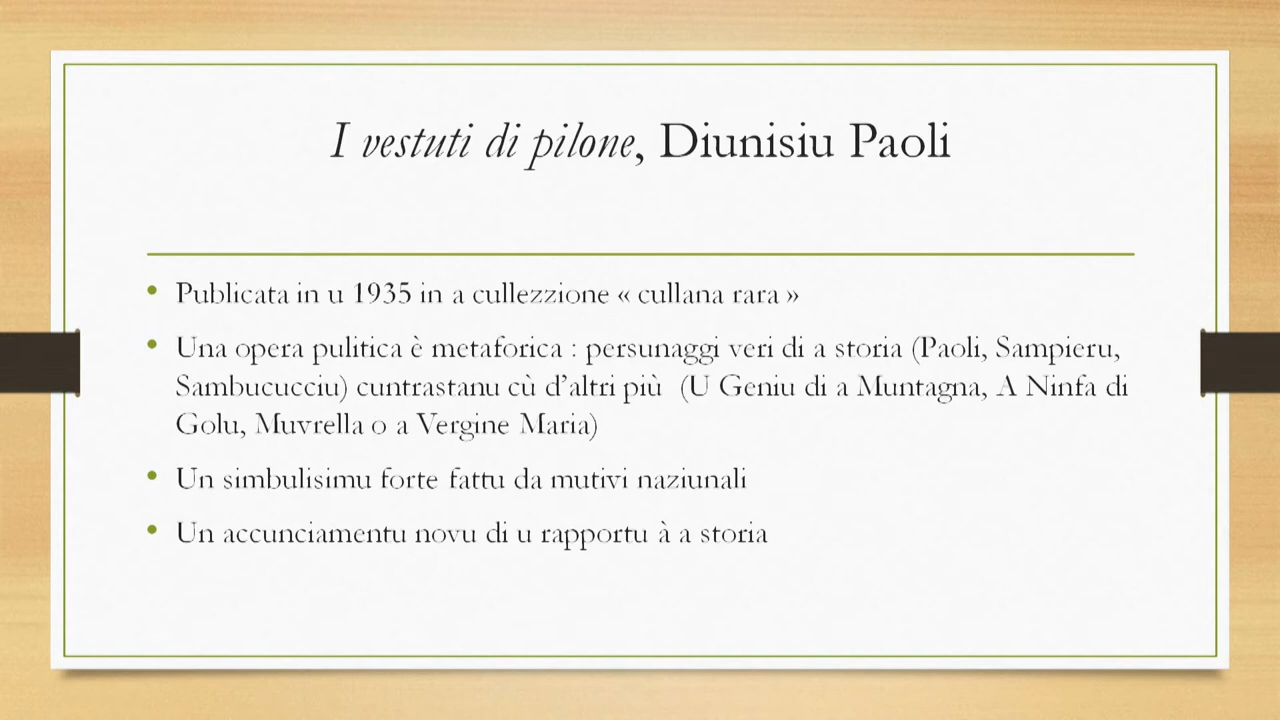 I vestuti di pilone, Diunisiu Paoli
• Publicata in u 1935 in a cullezzione « cullana rara »
• Una opera pulitica è metaforica : persunaggi veri di a storia (Paoli, Sampieru,
Sambucucciu) cuntrastanu cù d’altri più  (U Geniu di a Muntagna, A Ninfa di
Golu, Muvrella o a Vergine Maria)
• Un simbulisimu forte fattu da mutivi naziunali
• Un accunciamentu novu di u rapportu à a storia